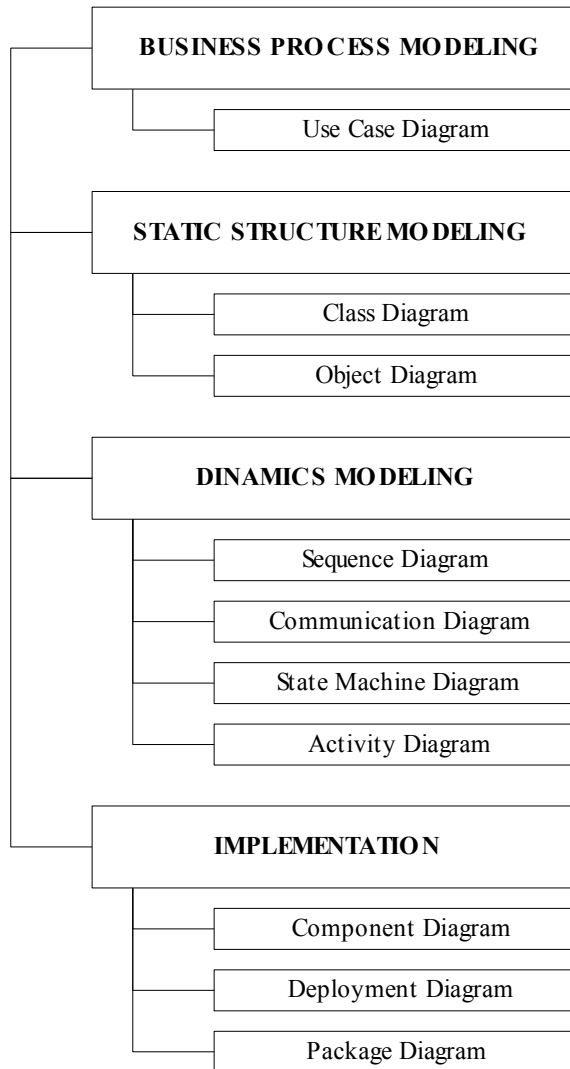 BUSINESS PROCESS MODELING
Use Case Diagram
STATIC STRUCTURE MODELING
Class Diagram
Object Diagram
DINAMICS MODELING
Sequence Diagram
Communication Diagram
State Machine Diagram
Activity Diagram
IMPLEMENTATION
Component Diagram
Deployment Diagram
Package Diagram